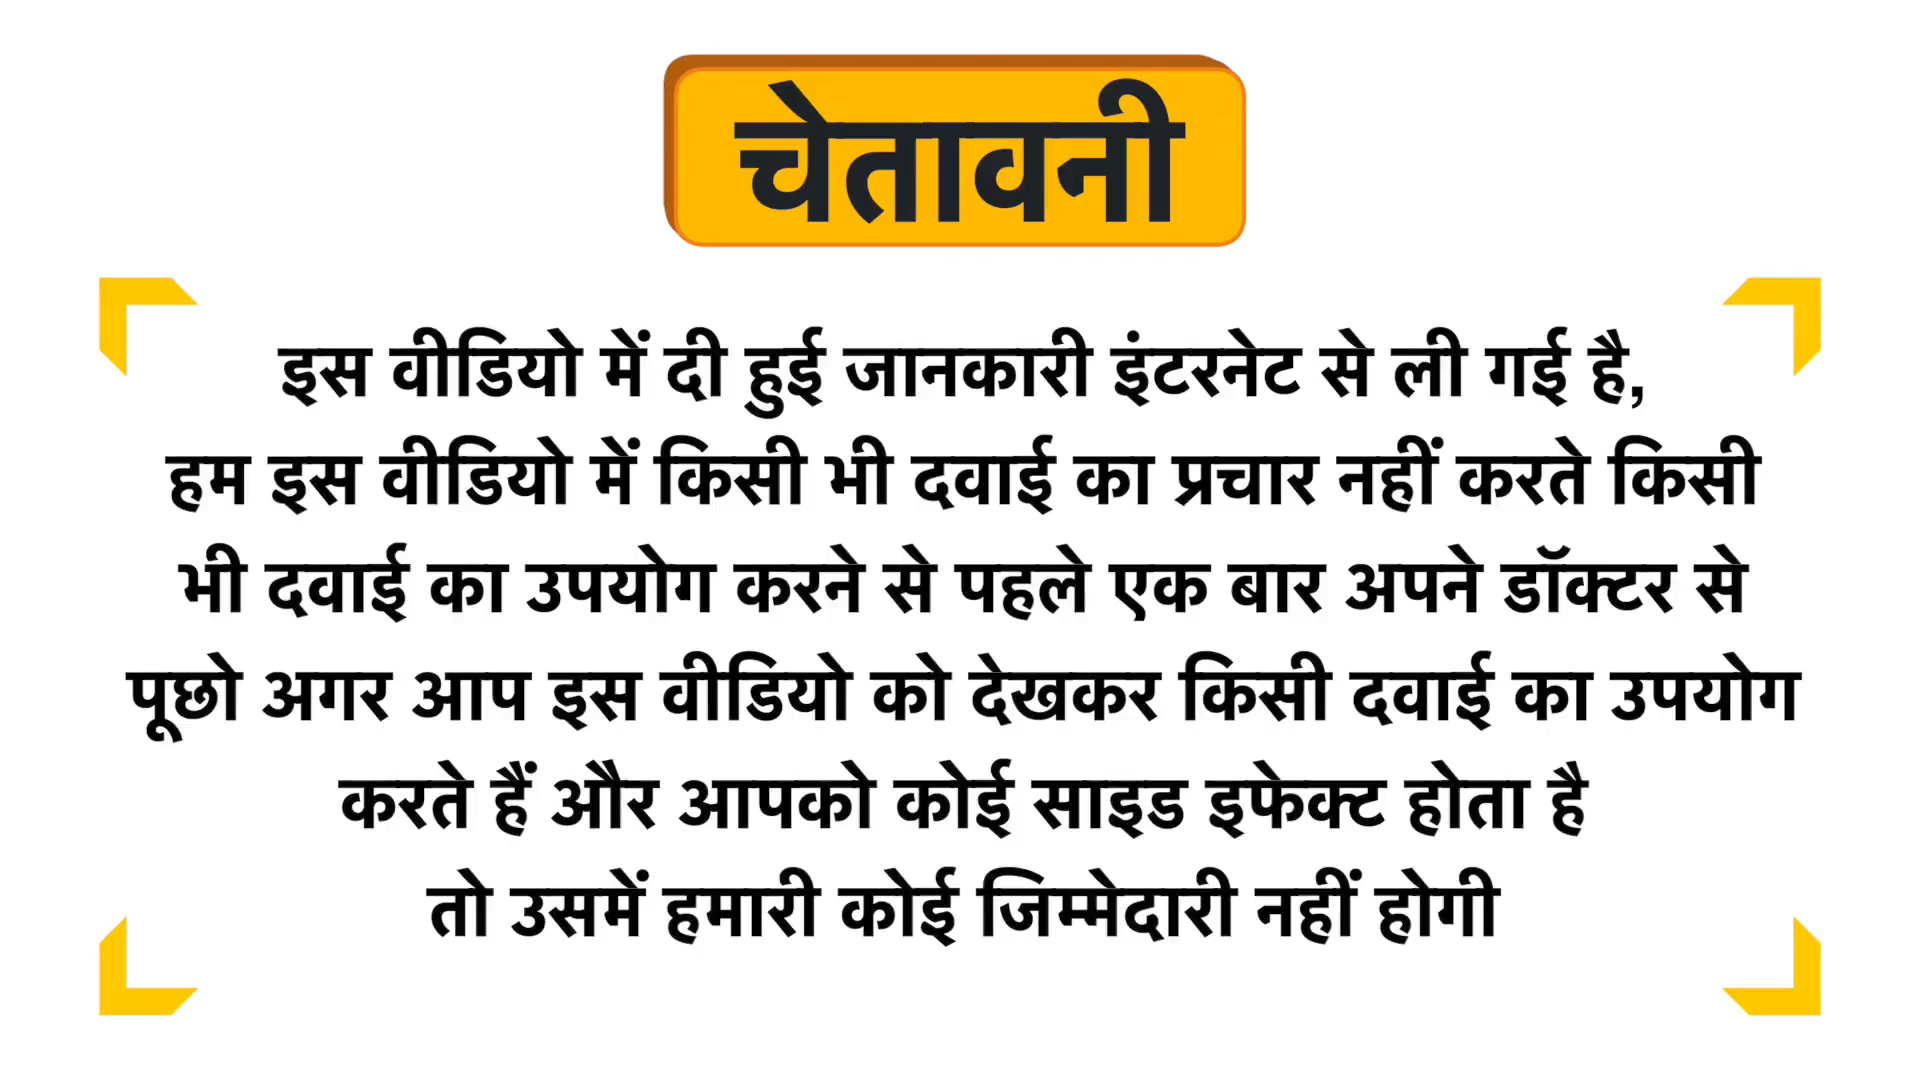 चेतावनी
इस वीडियो में दी हुई जानकारी इंटरनेट से ली गई है,
हम इस वीडियो में किसी भी दवाई का प्रचार नहीं करते किसी
भी दवाई का उपयोग करने से पहले एक बार अपने डॉक्टर से
पूछो अगर आप इस वीडियो को देखकर किसी दवाई का उपयोग
करते हैं और आपको कोई साइड इफेक्ट होता है
तो उसमें हमारी कोई जिम्मेदारी नहीं होगी